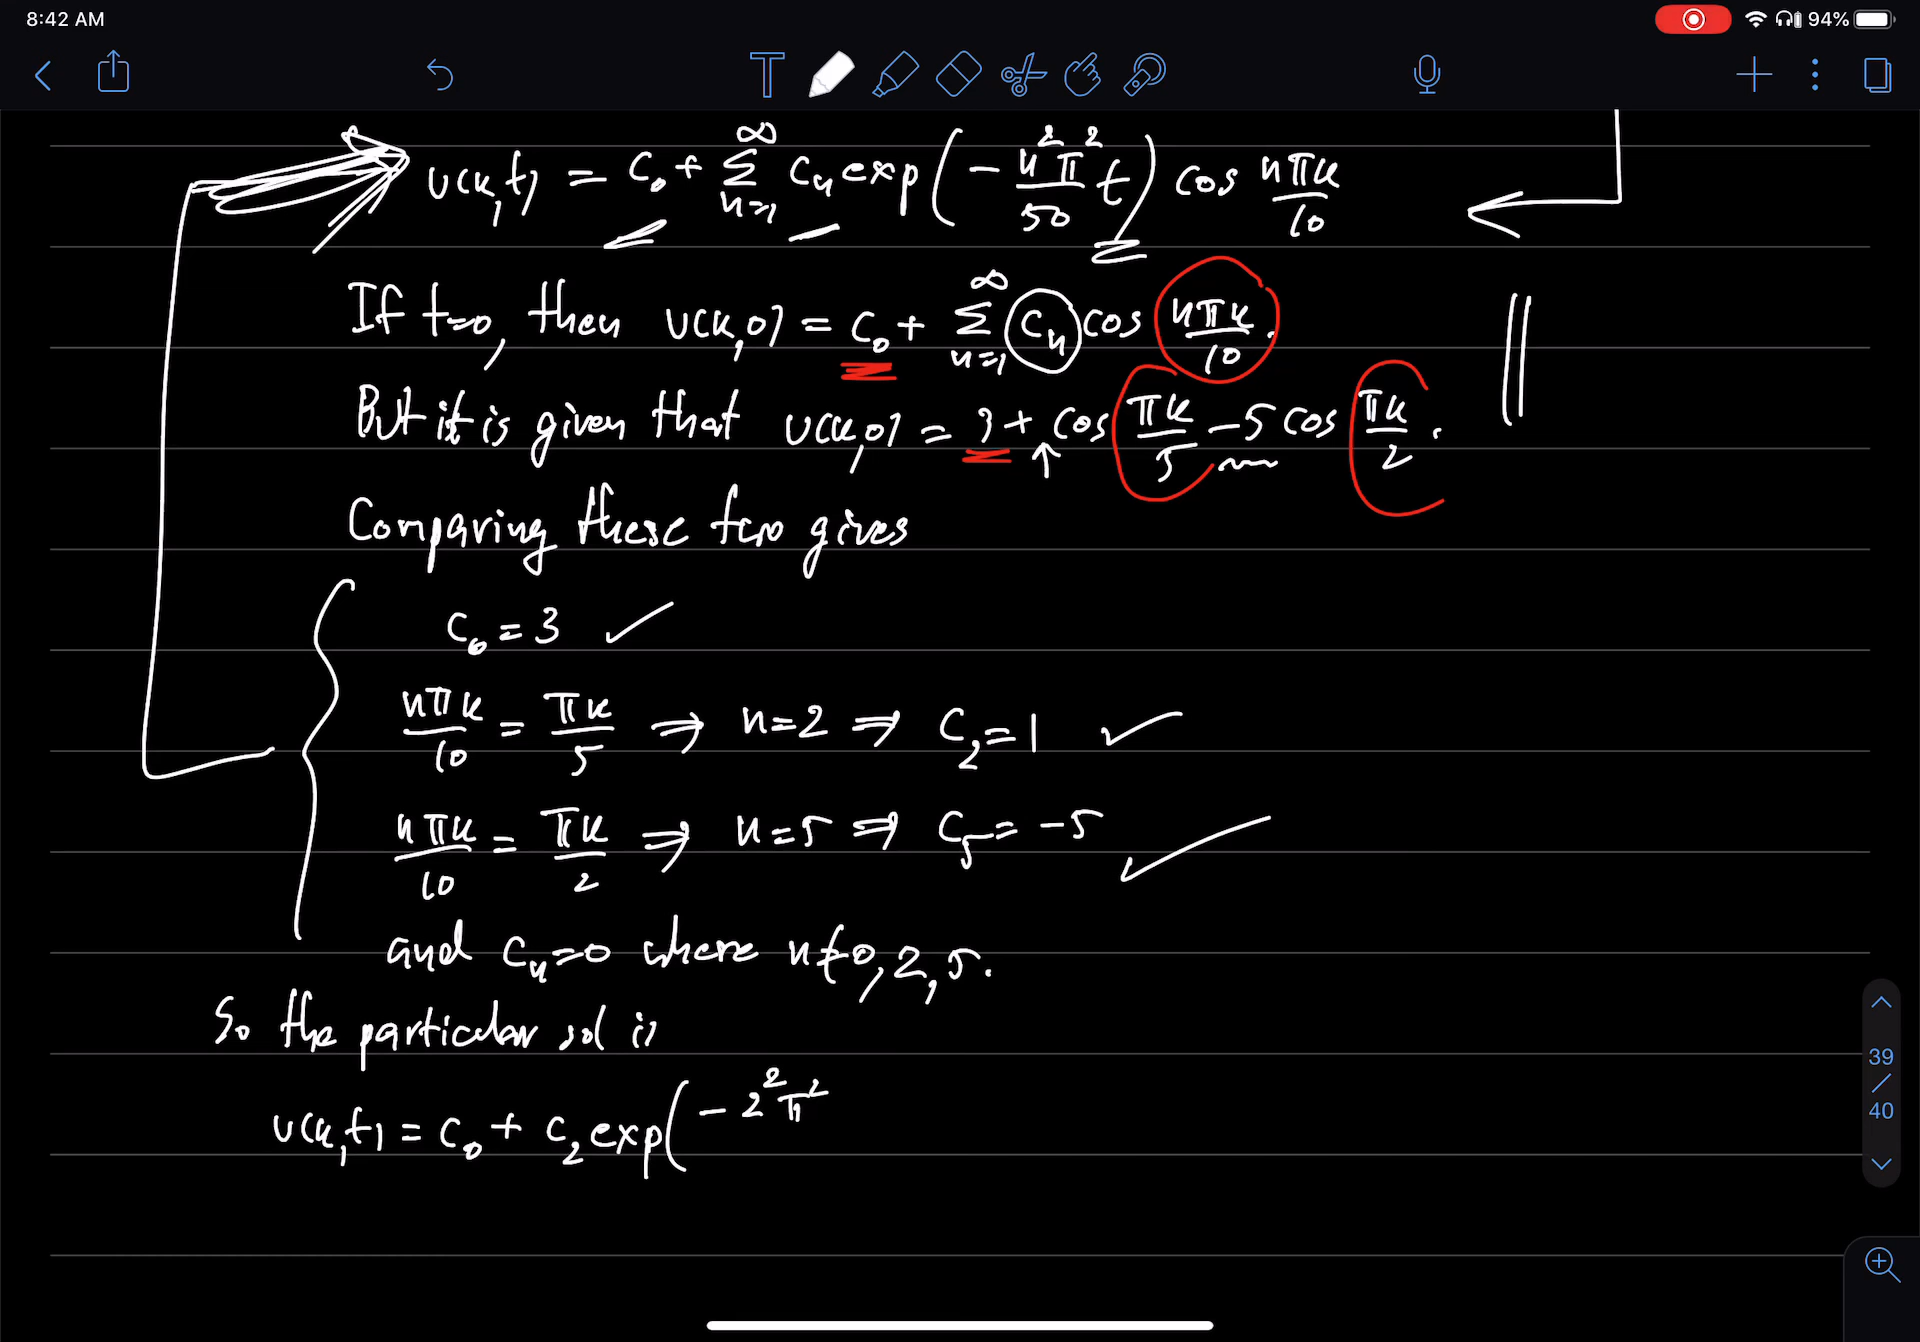 8:42 AM 94%
u(x,t) = c₀ + ∑_{n=1}^{∞} cₙ exp(−n²π²/50 t) cos nπx/10
If t=0, then u(x,0) = c₀ + ∑_{n=1}^{∞} cₙ cos nπx/10.
But it is given that u(x,0) = 3 + cos πx/5 − 5 cos πx/2.
Comparing these two gives
c₀ = 3 ✓
nπx/10 = πx/5 ⇒ n=2 ⇒ c₂=1 ✓
nπx/10 = πx/2 ⇒ n=5 ⇒ c₅=−5 ✓
and cₙ=0 where n≠0,2,5.
So the particular sol is
u(x,t) = c₀ + c₂ exp(−2²π²
39
/
40